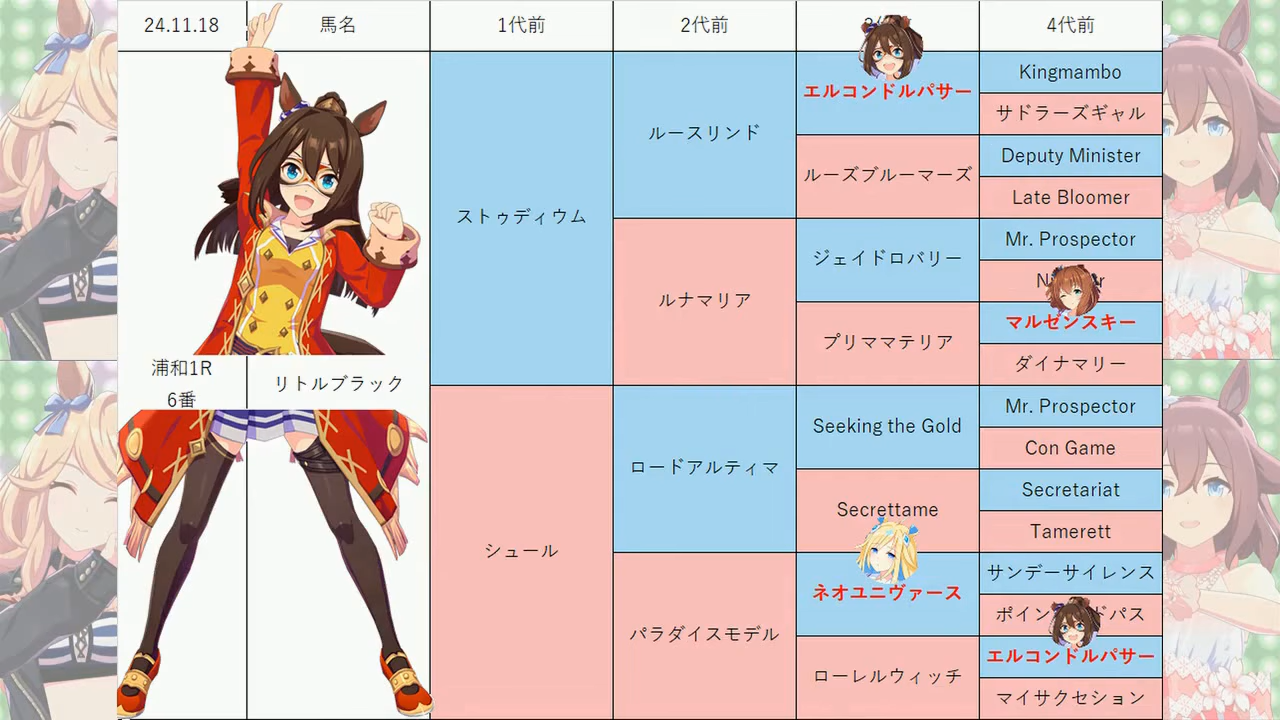 24.11.18
馬名
1代前
2代前
4代前
浦和1R
6番
リトルブラック
ストゥディウム
シュール
ルースリンド
ルナマリア
ロードアルティマ
パラダイスモデル
エルコンドルパサー
ルーズブルーマーズ
ジェイドロバリー
プリママテリア
Seeking the Gold
Secrettame
ネオユニヴァース
ローレルウィッチ
Kingmambo
サドラーズギャル
Deputy Minister
Late Bloomer
Mr. Prospector
マルゼンスキー
ダイナマリー
Mr. Prospector
Con Game
Secretariat
Tamerett
サンデーサイレンス
エルコンドルパサー
マイサクセション